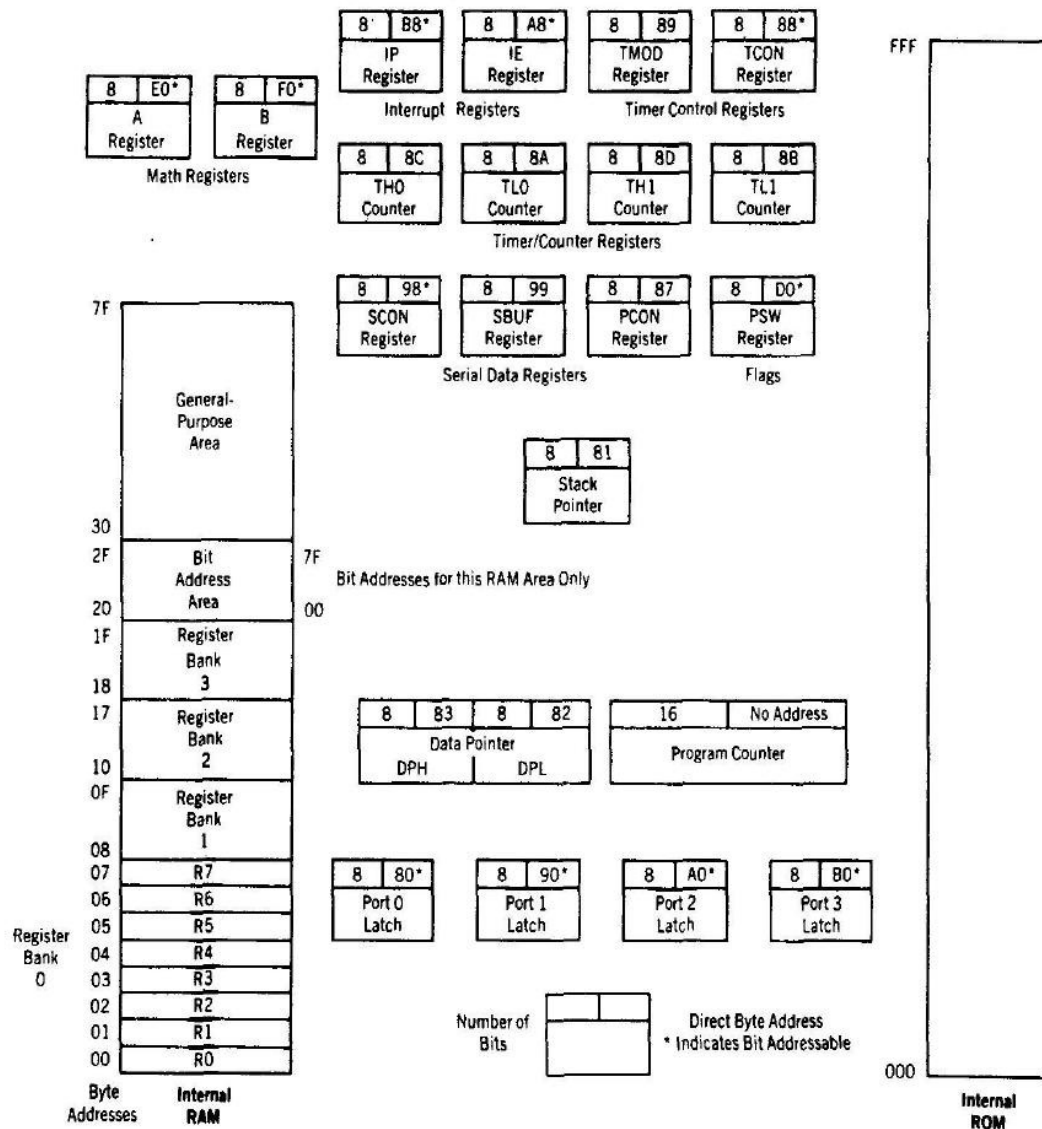 8 B8*
IP
Register
8 A8*
IE
Register
8 89
TMOD
Register
8 88*
TCON
Register
Interrupt Registers
Timer Control Registers
8 E0*
A
Register
8 F0*
B
Register
Math Registers
8 8C
TH0
Counter
8 8A
TL0
Counter
8 8D
TH1
Counter
8 8B
TL1
Counter
Timer/Counter Registers
8 98*
SCON
Register
8 99
SBUF
Register
8 87
PCON
Register
8 D0*
PSW
Register
Serial Data Registers
Flags
8 81
Stack
Pointer
7F
General-
Purpose
Area
30
2F
Bit
Address
Area
20
7F
00
Bit Addresses for this RAM Area Only
1F
Register
Bank
3
18
17
Register
Bank
2
10
0F
Register
Bank
1
08
8 83 8 82
Data Pointer
DPH DPL
16 No Address
Program Counter
07 R7
06 R6
05 R5
04 R4
03 R3
02 R2
01 R1
00 R0
Register
Bank
0
Byte
Addresses
Internal
RAM
8 80*
Port 0
Latch
8 90*
Port 1
Latch
8 A0*
Port 2
Latch
8 B0*
Port 3
Latch
Number of
Bits
Direct Byte Address
* Indicates Bit Addressable
FFF
000
Internal
ROM